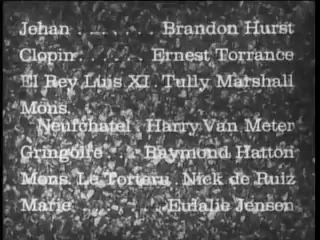 Jehan . . . . . . . Brandon Hurst
Clopin . . . . . . Ernest Torrance
El Rey Luis XI . Tully Marshall
Mons.
Neufchatel . Harry Van Meter
Gringoire . . . Raymond Hatton
Mons. Le Torteru . Nick de Ruiz
Marie . . . . . . Eulalie Jensen